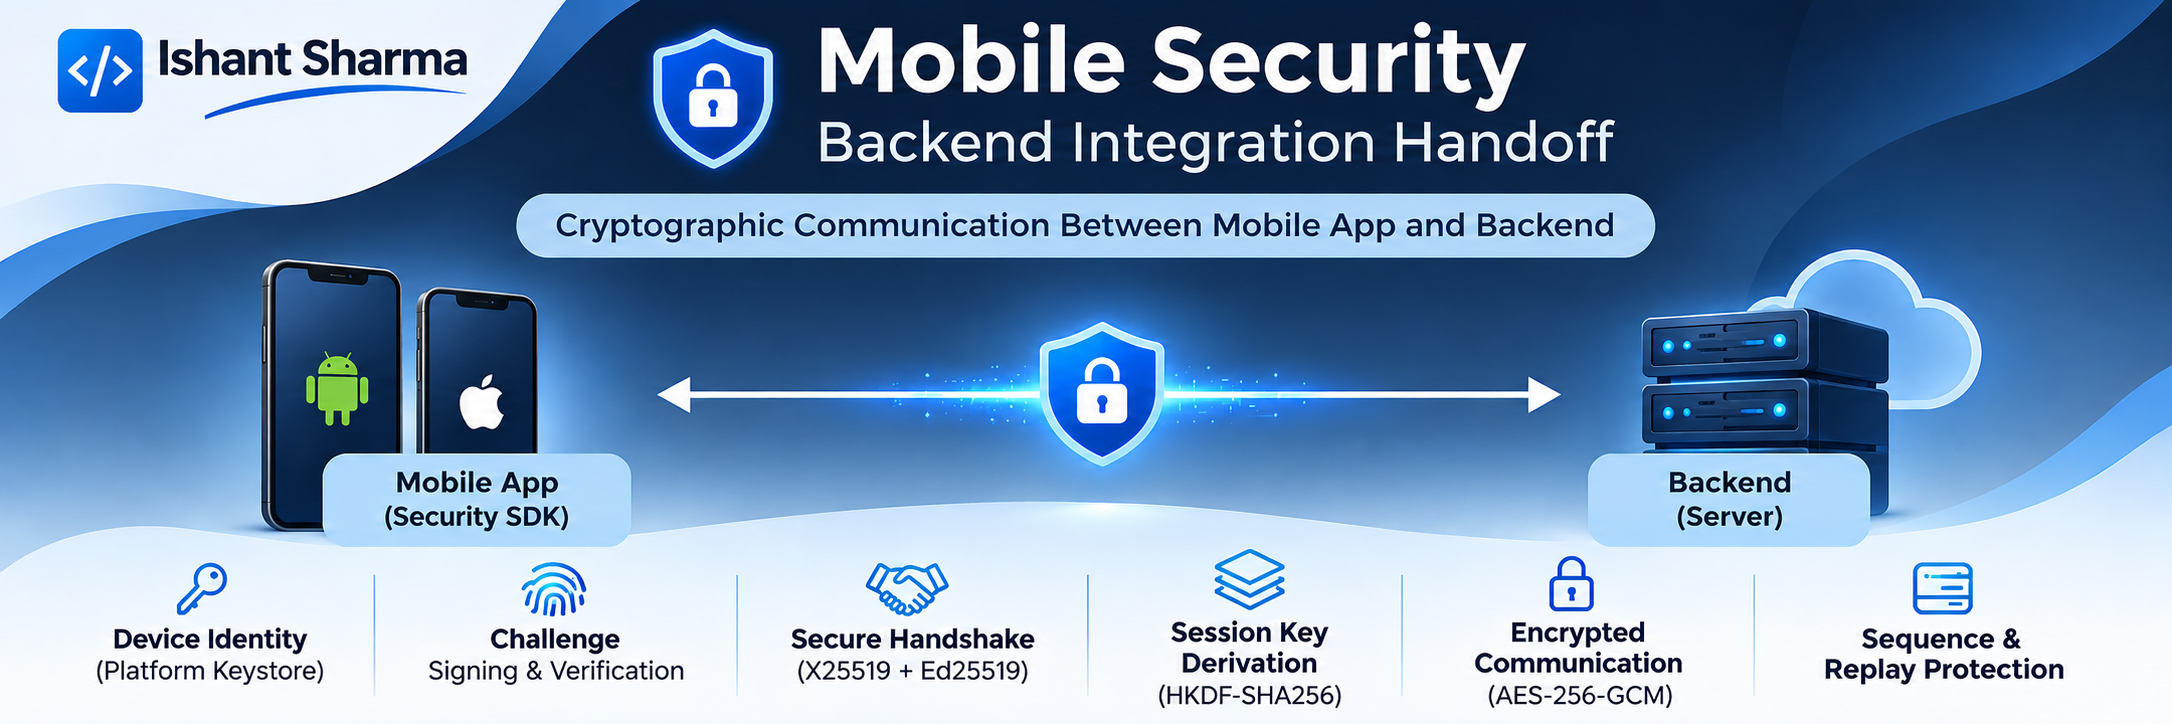 </> Ishant Sharma
Mobile Security
Backend Integration Handoff
Cryptographic Communication Between Mobile App and Backend
Mobile App
(Security SDK)
Backend
(Server)
Device Identity
(Platform Keystore)
Challenge
Signing & Verification
Secure Handshake
(X25519 + Ed25519)
Session Key
Derivation
(HKDF-SHA256)
Encrypted
Communication
(AES-256-GCM)
Sequence &
Replay Protection